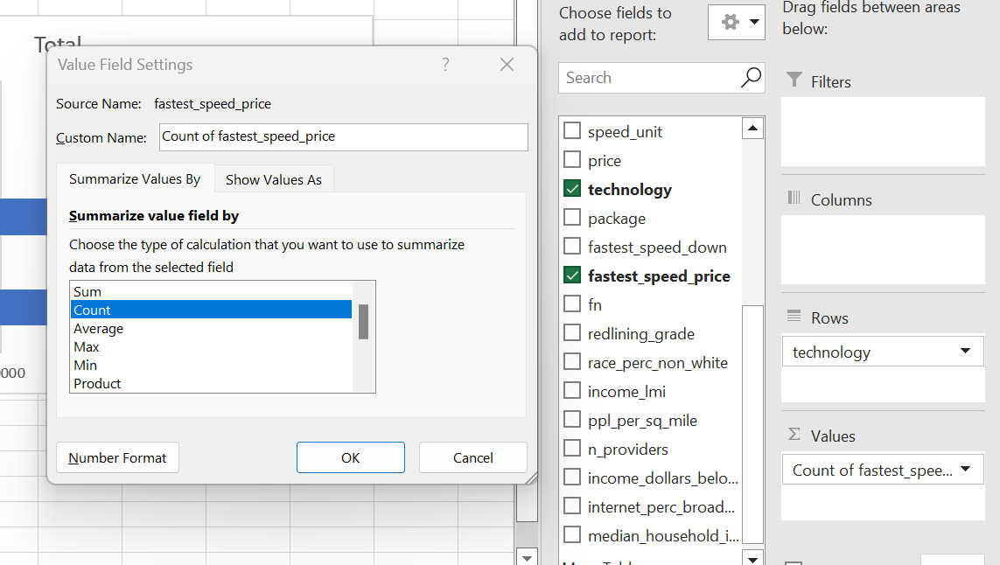 Total
0000
Value Field Settings
?
Source Name: fastest_speed_price
Custom Name: Count of fastest_speed_price
Summarize Values By
Show Values As
Summarize value field by
Choose the type of calculation that you want to use to summarize
data from the selected field
Sum
Count
Average
Max
Min
Product
Number Format
OK
Cancel
Choose fields to
add to report:
Search
speed_unit
price
technology
package
fastest_speed_down
fastest_speed_price
fn
redlining_grade
race_perc_non_white
income_lmi
ppl_per_sq_mile
n_providers
income_dollars_belo...
internet_perc_broad...
median_household_i...
Drag fields between areas
below:
Filters
Columns
Rows
technology
Σ Values
Count of fastest_spee...